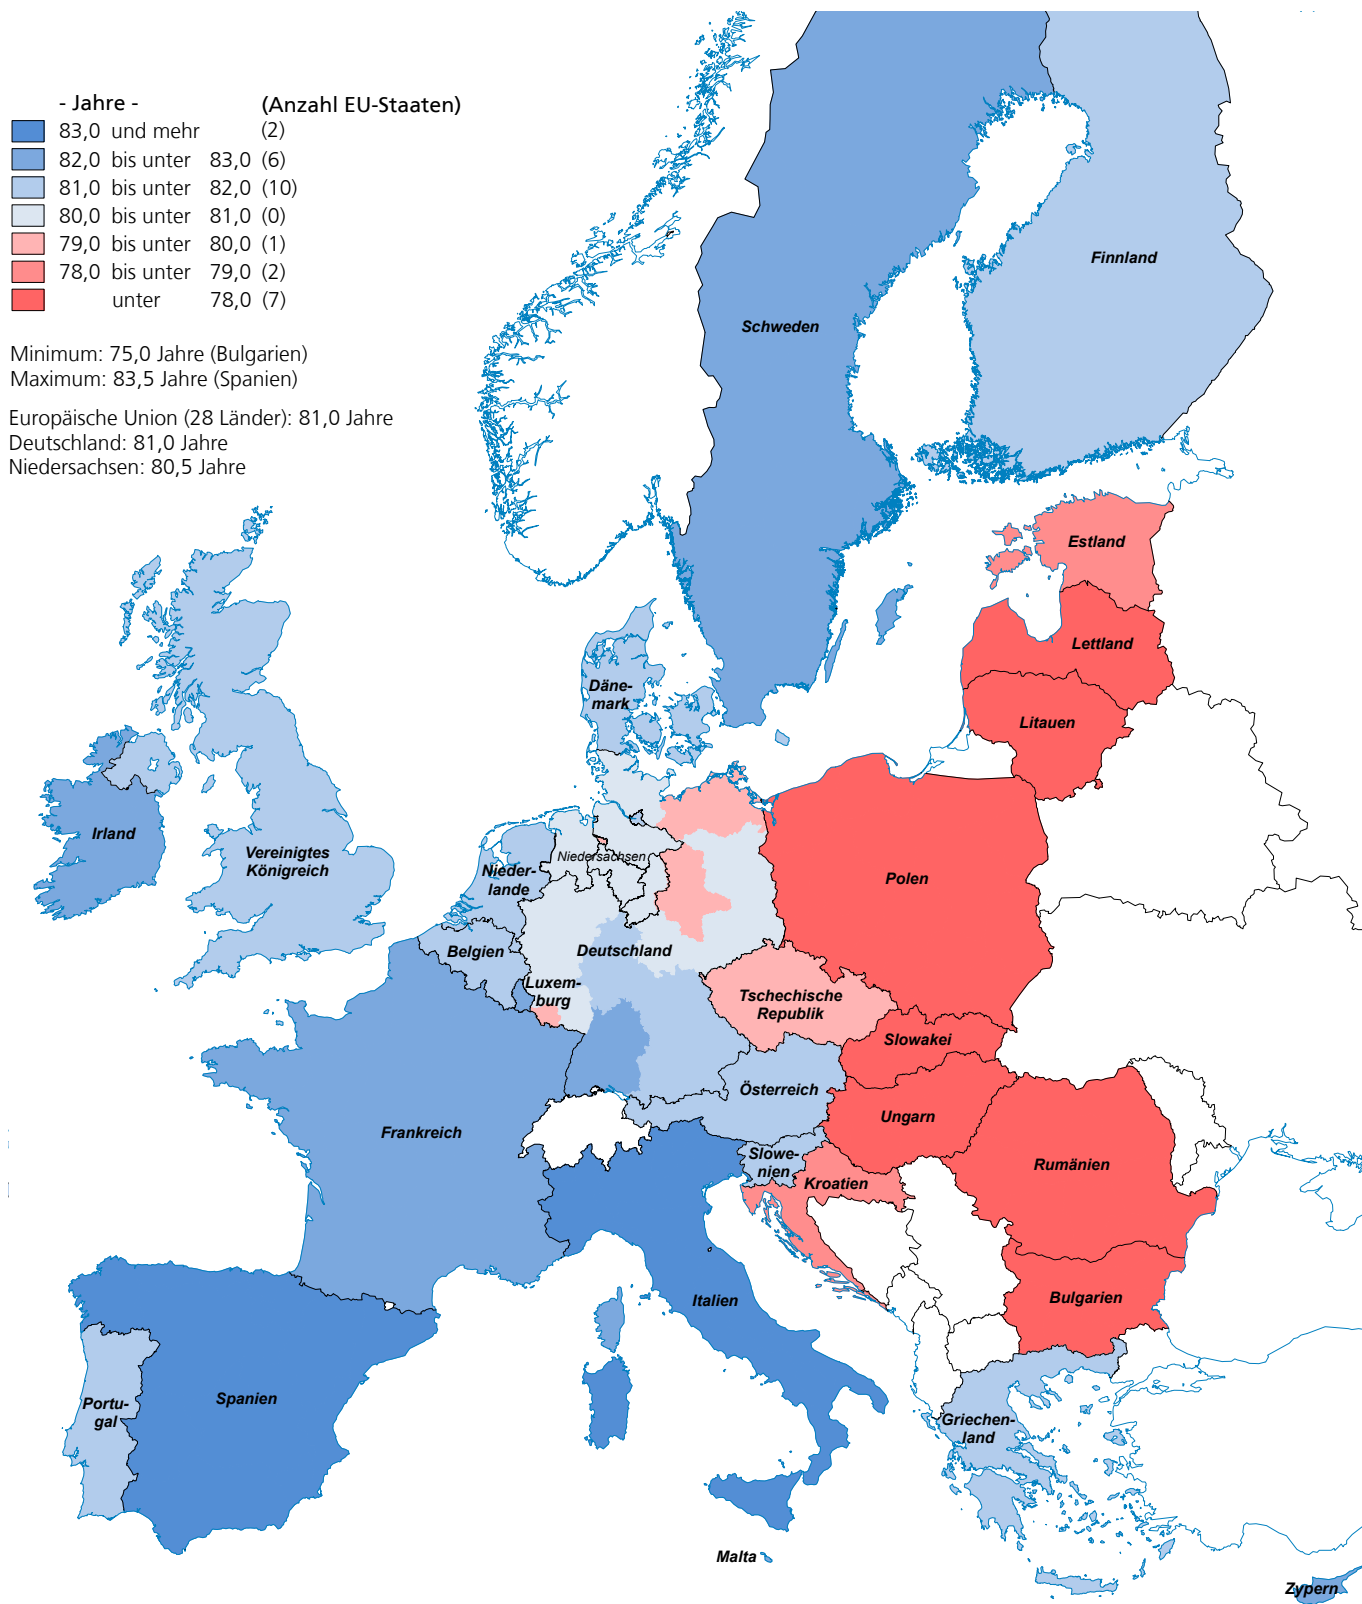 - Jahre - (Anzahl EU-Staaten)
83,0 und mehr (2)
82,0 bis unter 83,0 (6)
81,0 bis unter 82,0 (10)
80,0 bis unter 81,0 (0)
79,0 bis unter 80,0 (1)
78,0 bis unter 79,0 (2)
unter 78,0 (7)
Minimum: 75,0 Jahre (Bulgarien)
Maximum: 83,5 Jahre (Spanien)
Europäische Union (28 Länder): 81,0 Jahre
Deutschland: 81,0 Jahre
Niedersachsen: 80,5 Jahre
Finnland
Schweden
Estland
Lettland
Litauen
Däne-
mark
Irland
Vereinigtes
Königreich
Niedersachsen
Nieder-
lande
Polen
Belgien
Deutschland
Luxem-
burg
Tschechische
Republik
Slowakei
Österreich
Ungarn
Frankreich
Slowe-
nien
Rumänien
Kroatien
Italien
Bulgarien
Spanien
Portu-
gal
Griechen-
land
Malta
Zypern